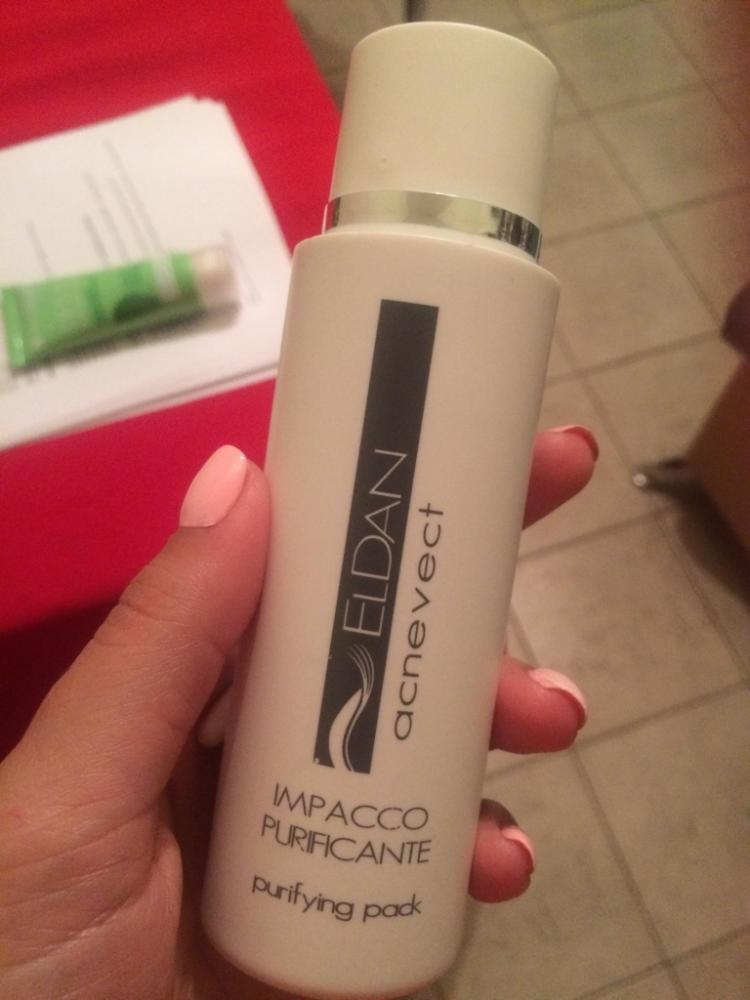 ELDAN
acnevect
IMPACCO
PURIFICANTE
purifying pack